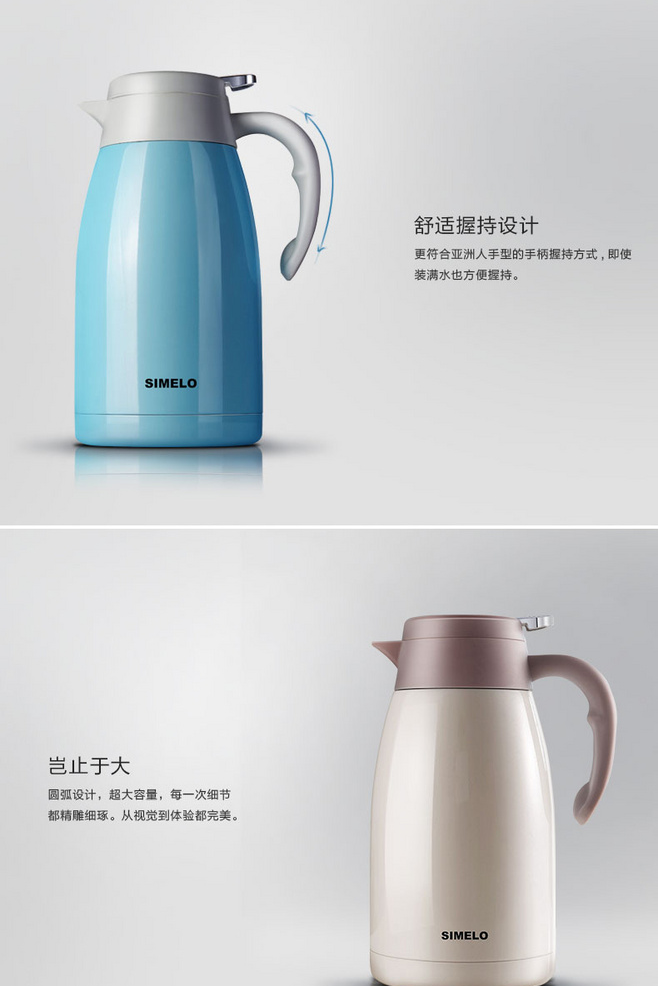 舒适握持设计
更符合亚洲人手型的手柄握持方式，即使
装满水也方便握持。
SIMELO
岂止于大
圆弧设计，超大容量，每一次细节
都精雕细琢。从视觉到体验都完美。
SIMELO